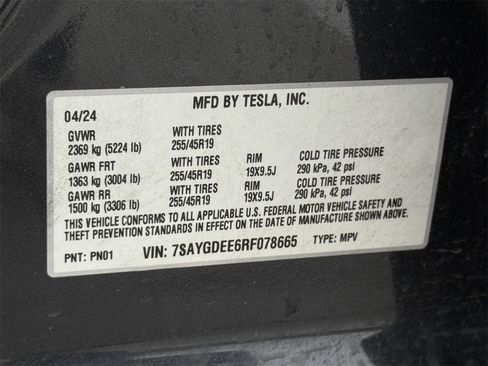 MFD BY TESLA, INC.
04/24
GVWR WITH TIRES
2369 kg (5224 lb) 255/45R19
GAWR FRT WITH TIRES RIM COLD TIRE PRESSURE
1363 kg (3004 lb) 255/45R19 19X9.5J 290 kPa, 42 psi
GAWR RR WITH TIRES RIM COLD TIRE PRESSURE
1500 kg (3306 lb) 255/45R19 19X9.5J 290 kPa, 42 psi
THIS VEHICLE CONFORMS TO ALL APPLICABLE U.S. FEDERAL MOTOR VEHICLE SAFETY AND
THEFT PREVENTION STANDARDS IN EFFECT ON THE DATE OF MANUFACTURE SHOWN ABOVE.
PNT: PN01 VIN: 7SAYGDEE6RF078665 TYPE: MPV